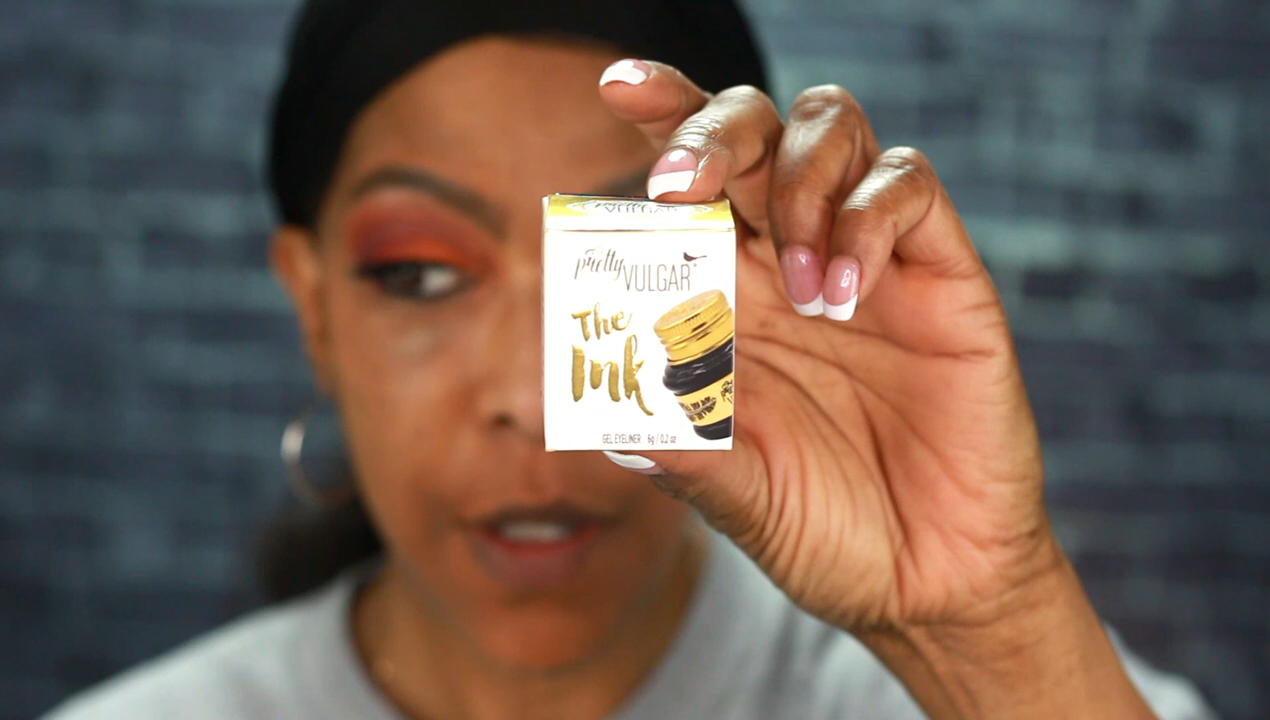 pretty
VULGAR
The
Ink
GEL EYELINER 6g / 0.2 oz